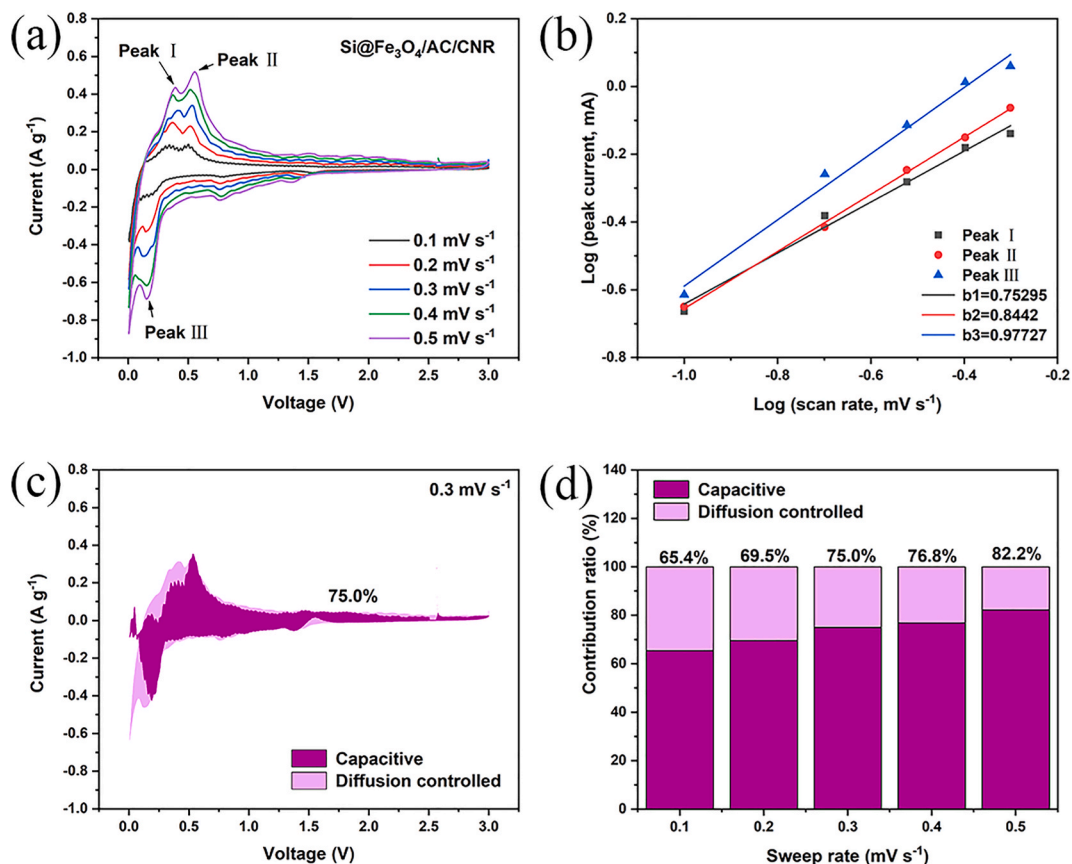 (a)
Si@Fe₃O₄/AC/CNR
Peak Ⅰ
Peak Ⅱ
Peak Ⅲ
0.1 mV s⁻¹
0.2 mV s⁻¹
0.3 mV s⁻¹
0.4 mV s⁻¹
0.5 mV s⁻¹
Current (A g⁻¹)
0.8
0.6
0.4
0.2
0.0
-0.2
-0.4
-0.6
-0.8
-1.0
0.0 0.5 1.0 1.5 2.0 2.5 3.0
Voltage (V)
(b)
Log (peak current, mA)
0.0
-0.2
-0.4
-0.6
-0.8
Peak Ⅰ
Peak Ⅱ
Peak Ⅲ
b1=0.75295
b2=0.8442
b3=0.97727
-1.0 -0.8 -0.6 -0.4 -0.2
Log (scan rate, mV s⁻¹)
(c)
0.3 mV s⁻¹
75.0%
Capacitive
Diffusion controlled
Current (A g⁻¹)
0.8
0.6
0.4
0.2
0.0
-0.2
-0.4
-0.6
-0.8
-1.0
0.0 0.5 1.0 1.5 2.0 2.5 3.0
Voltage (V)
(d)
Capacitive
Diffusion controlled
65.4% 69.5% 75.0% 76.8% 82.2%
Contribution ratio (%)
140
120
100
80
60
40
20
0
0.1 0.2 0.3 0.4 0.5
Sweep rate (mV s⁻¹)